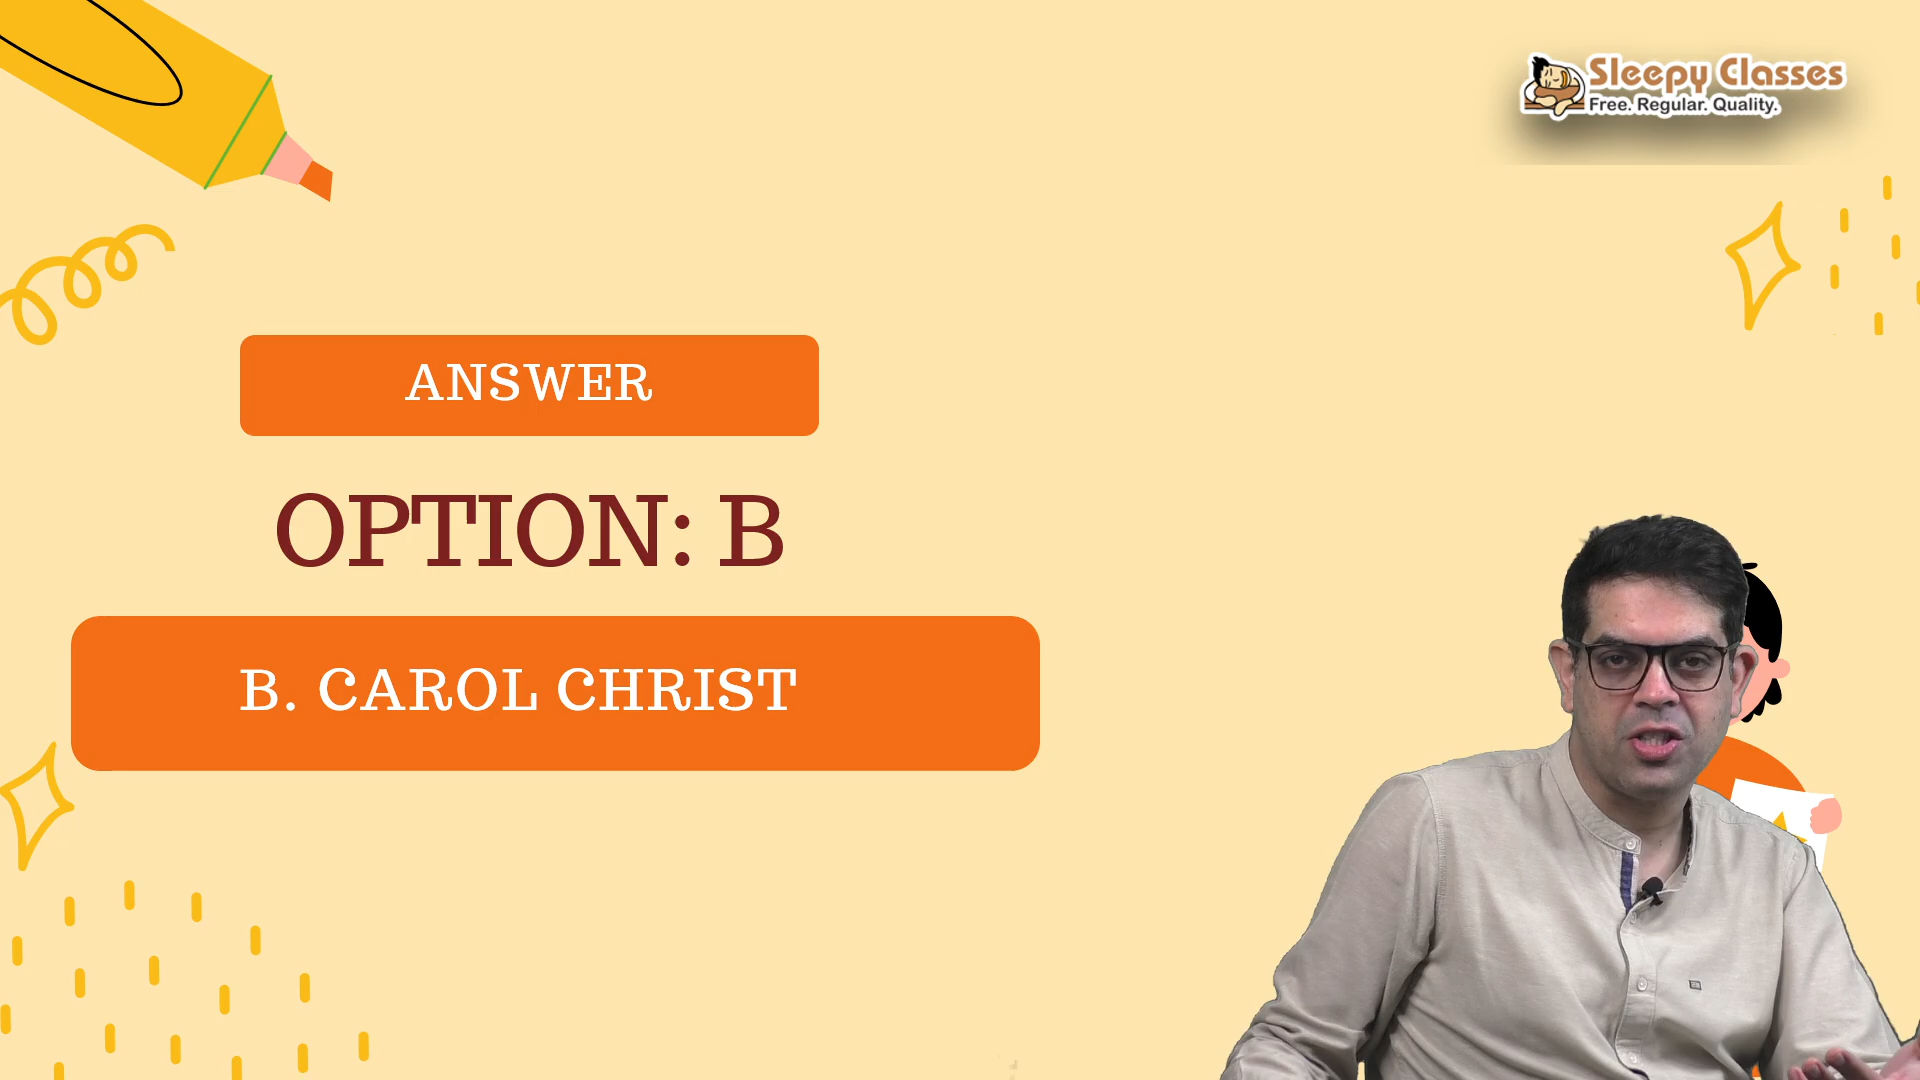 Sleepy Classes
Free. Regular. Quality.
ANSWER
OPTION: B
B. CAROL CHRIST